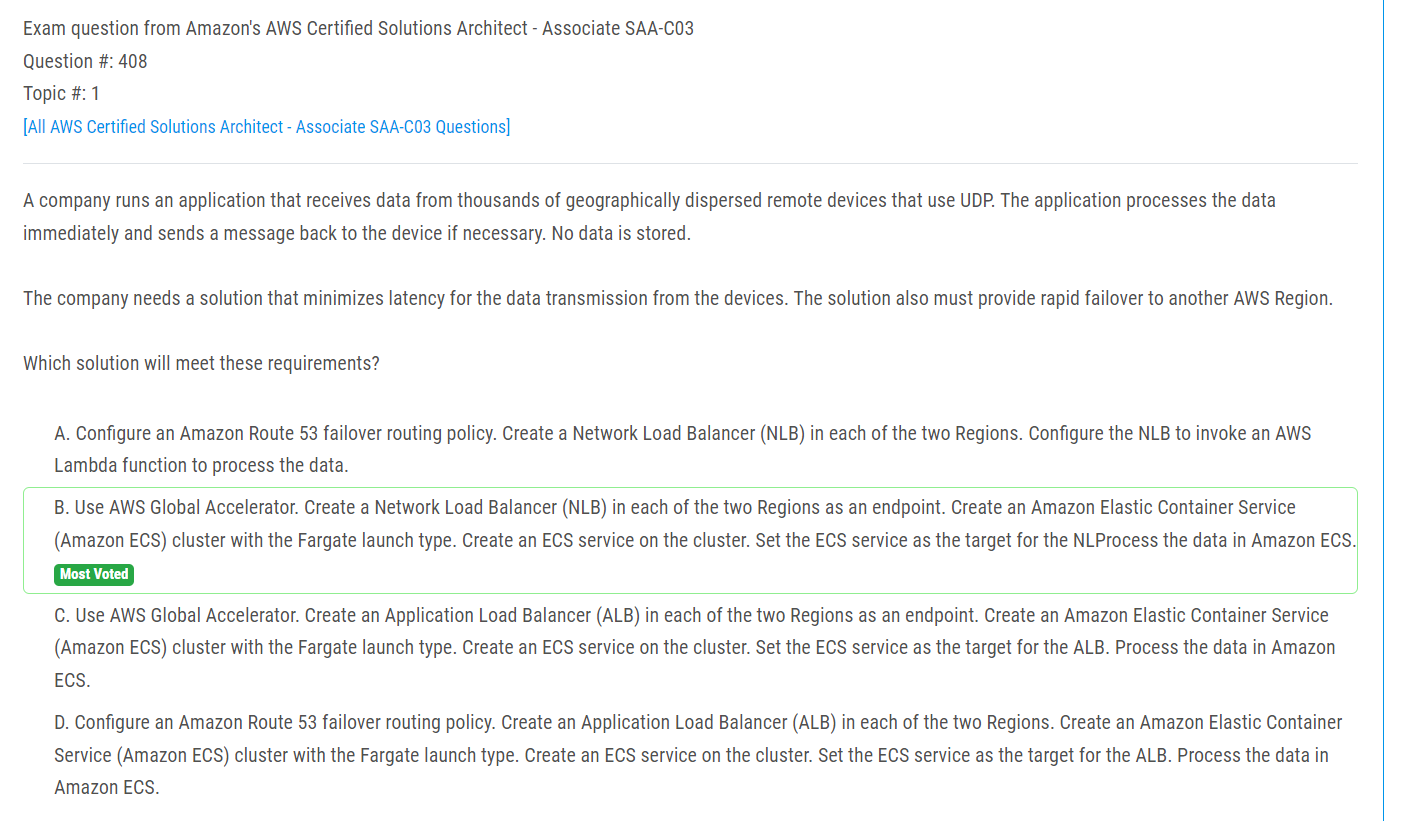 Exam question from Amazon's AWS Certified Solutions Architect - Associate SAA-C03
Question #: 408
Topic #: 1
[All AWS Certified Solutions Architect - Associate SAA-C03 Questions]
A company runs an application that receives data from thousands of geographically dispersed remote devices that use UDP. The application processes the data
immediately and sends a message back to the device if necessary. No data is stored.
The company needs a solution that minimizes latency for the data transmission from the devices. The solution also must provide rapid failover to another AWS Region.
Which solution will meet these requirements?
A. Configure an Amazon Route 53 failover routing policy. Create a Network Load Balancer (NLB) in each of the two Regions. Configure the NLB to invoke an AWS
Lambda function to process the data.
B. Use AWS Global Accelerator. Create a Network Load Balancer (NLB) in each of the two Regions as an endpoint. Create an Amazon Elastic Container Service
(Amazon ECS) cluster with the Fargate launch type. Create an ECS service on the cluster. Set the ECS service as the target for the NLProcess the data in Amazon ECS.
Most Voted
C. Use AWS Global Accelerator. Create an Application Load Balancer (ALB) in each of the two Regions as an endpoint. Create an Amazon Elastic Container Service
(Amazon ECS) cluster with the Fargate launch type. Create an ECS service on the cluster. Set the ECS service as the target for the ALB. Process the data in Amazon
ECS.
D. Configure an Amazon Route 53 failover routing policy. Create an Application Load Balancer (ALB) in each of the two Regions. Create an Amazon Elastic Container
Service (Amazon ECS) cluster with the Fargate launch type. Create an ECS service on the cluster. Set the ECS service as the target for the ALB. Process the data in
Amazon ECS.